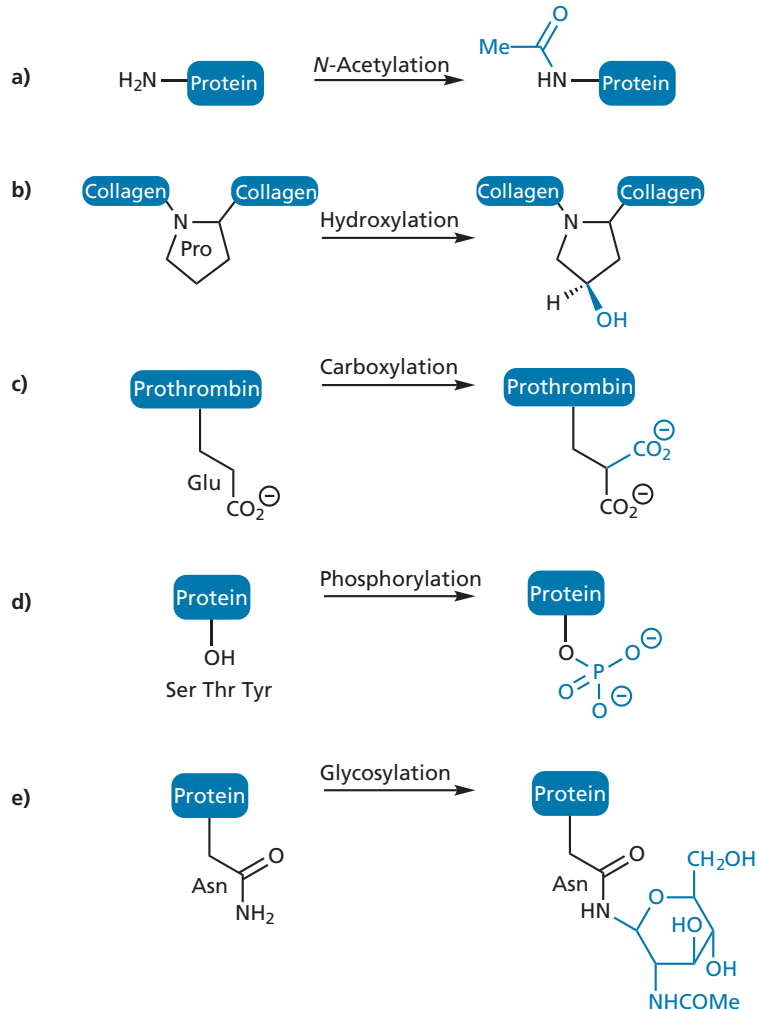 a)
H₂N
Protein
N-Acetylation
Me
O
HN
Protein
b)
Collagen
Collagen
N
Pro
Hydroxylation
Collagen
Collagen
N
H
OH
c)
Prothrombin
Glu
CO₂⊖
Carboxylation
Prothrombin
CO₂⊖
CO₂⊖
d)
Protein
OH
Ser Thr Tyr
Phosphorylation
Protein
O
P
O⊖
O
O⊖
e)
Protein
O
Asn
NH₂
Glycosylation
Protein
O
Asn
HN
CH₂OH
O
HO
OH
NHCOMe